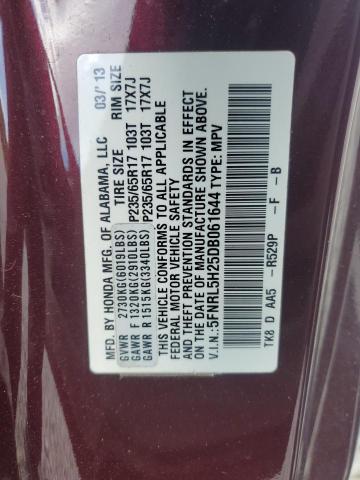 MFD. BY HONDA MFG. OF ALABAMA, LLC 03/'13
TIRE SIZE RIM SIZE
GVWR 2730KG(6019LBS)
GAWR F 1320KG(2910LBS) P235/65R17 103T 17X7J
GAWR R 1515KG(3340LBS) P235/65R17 103T 17X7J
THIS VEHICLE CONFORMS TO ALL APPLICABLE
FEDERAL MOTOR VEHICLE SAFETY
AND THEFT PREVENTION STANDARDS IN EFFECT
ON THE DATE OF MANUFACTURE SHOWN ABOVE.
V.I.N.:5FNRL5H25DB061644 TYPE: MPV
TK8 D AA5 -R529P -F -B